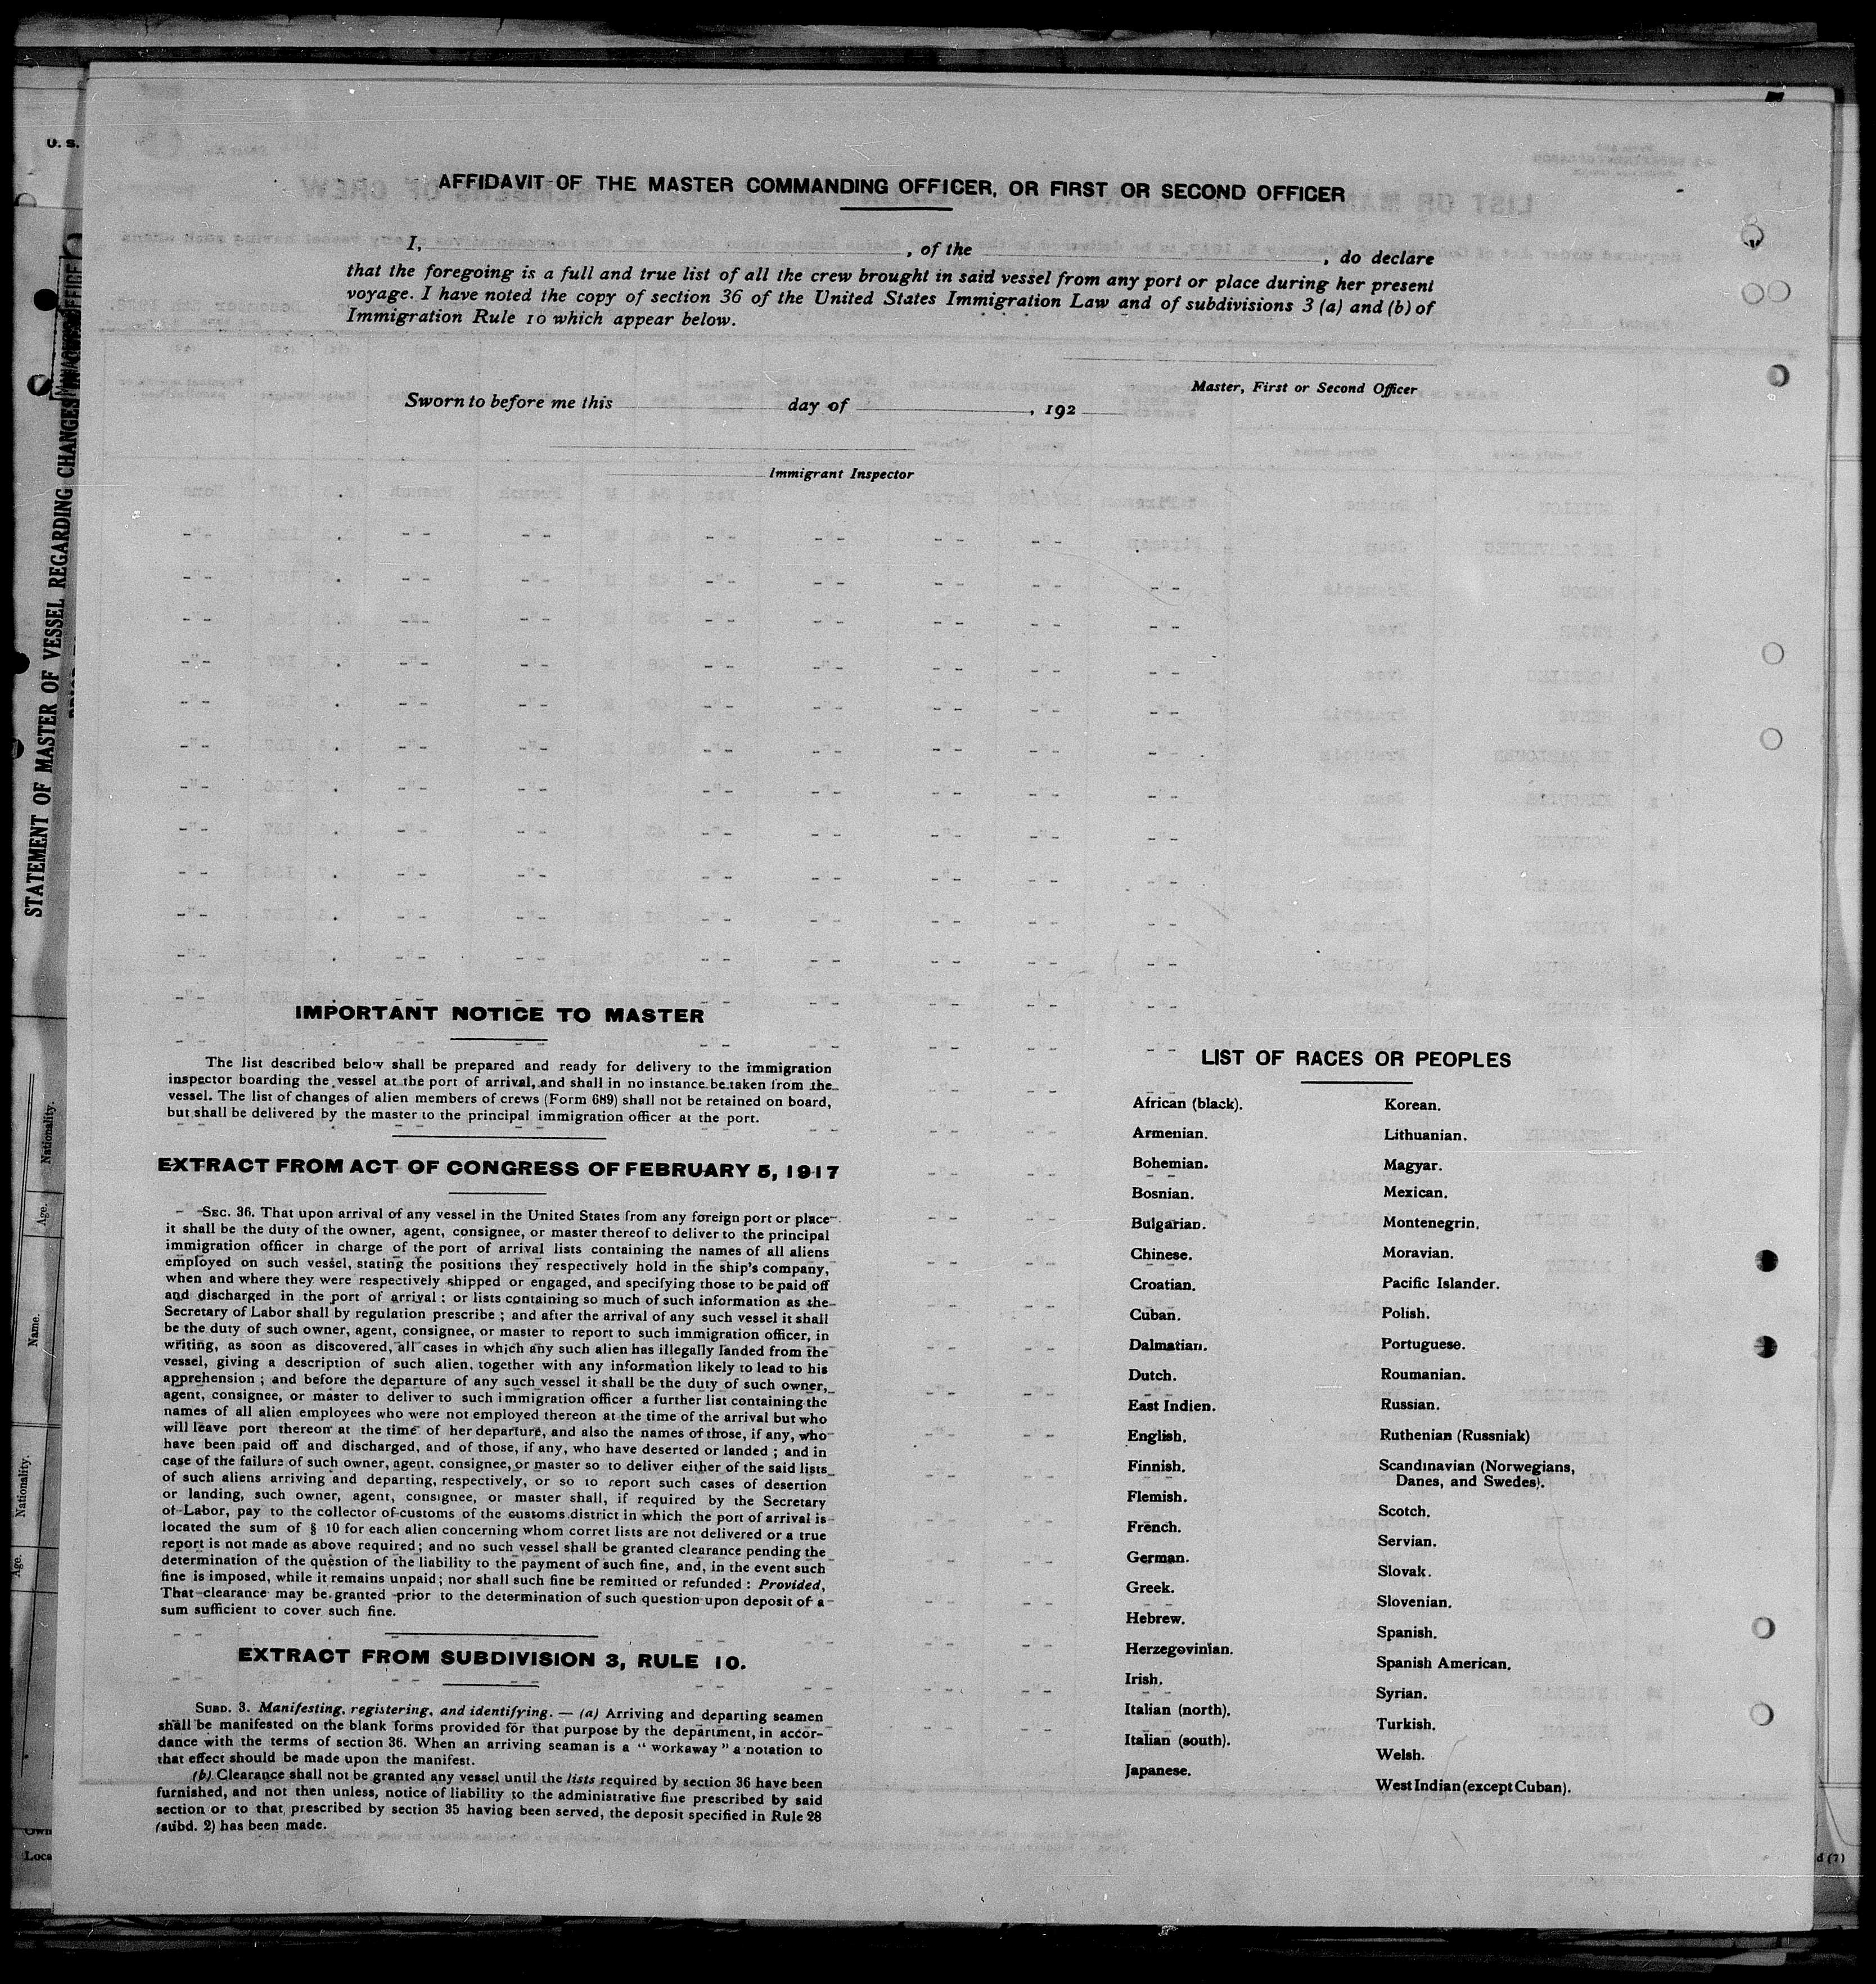 U. S.
AFFIDAVIT OF THE MASTER COMMANDING OFFICER, OR FIRST OR SECOND OFFICER
I, , of the , do declare
that the foregoing is a full and true list of all the crew brought in said vessel from any port or place during her present
voyage. I have noted the copy of section 36 of the United States Immigration Law and of subdivisions 3 (a) and (b) of
Immigration Rule 10 which appear below.
Master, First or Second Officer
Sworn to before me this day of , 192
Immigrant Inspector
STATEMENT OF MASTER OF VESSEL REGARDING CHANGES IN
IMPORTANT NOTICE TO MASTER
The list described below shall be prepared and ready for delivery to the immigration
inspector boarding the vessel at the port of arrival, and shall in no instance be taken from the
vessel. The list of changes of alien members of crews (Form 689) shall not be retained on board,
but shall be delivered by the master to the principal immigration officer at the port.
EXTRACT FROM ACT OF CONGRESS OF FEBRUARY 5, 1917
SEC. 36. That upon arrival of any vessel in the United States from any foreign port or place
it shall be the duty of the owner, agent, consignee, or master thereof to deliver to the principal
immigration officer in charge of the port of arrival lists containing the names of all aliens
employed on such vessel, stating the positions they respectively hold in the ship's company,
when and where they were respectively shipped or engaged, and specifying those to be paid off
and discharged in the port of arrival ; or lists containing so much of such information as the
Secretary of Labor shall by regulation prescribe ; and after the arrival of any such vessel it shall
be the duty of such owner, agent, consignee, or master to report to such immigration officer, in
writing, as soon as discovered, all cases in which any such alien has illegally landed from the
vessel, giving a description of such alien, together with any information likely to lead to his
apprehension ; and before the departure of any such vessel it shall be the duty of such owner,
agent, consignee, or master to deliver to such immigration officer a further list containing the
names of all alien employees who were not employed thereon at the time of the arrival but who
will leave port thereon at the time of her departure, and also the names of those, if any, who
have been paid off and discharged, and of those, if any, who have deserted or landed ; and in
case of the failure of such owner, agent, consignee, or master so to deliver either of the said lists
of such aliens arriving and departing, respectively, or so to report such cases of desertion
or landing, such owner, agent, consignee, or master shall, if required by the Secretary
of Labor, pay to the collector of customs of the customs district in which the port of arrival is
located the sum of § 10 for each alien concerning whom corret lists are not delivered or a true
report is not made as above required ; and no such vessel shall be granted clearance pending the
determination of the question of the liability to the payment of such fine, and, in the event such
fine is imposed, while it remains unpaid ; nor shall such fine be remitted or refunded : Provided,
That clearance may be granted prior to the determination of such question upon deposit of a
sum sufficient to cover such fine.
EXTRACT FROM SUBDIVISION 3, RULE 10.
SUBD. 3. Manifesting, registering, and identifying. — (a) Arriving and departing seamen
shall be manifested on the blank forms provided for that purpose by the department, in accor-
dance with the terms of section 36. When an arriving seaman is a “ workaway ” a notation to
that effect should be made upon the manifest.
(b) Clearance shall not be granted any vessel until the lists required by section 36 have been
furnished, and not then unless, notice of liability to the administrative fine prescribed by said
section or to that prescribed by section 35 having been served, the deposit specified in Rule 28
(subd. 2) has been made.
LIST OF RACES OR PEOPLES
African (black).
Armenian.
Bohemian.
Bosnian.
Bulgarian.
Chinese.
Croatian.
Cuban.
Dalmatian.
Dutch.
East Indien.
English.
Finnish.
Flemish.
French.
German.
Greek.
Hebrew.
Herzegovinian.
Irish.
Italian (north).
Italian (south).
Japanese.
Korean.
Lithuanian.
Magyar.
Mexican.
Montenegrin.
Moravian.
Pacific Islander.
Polish.
Portuguese.
Roumanian.
Russian.
Ruthenian (Russniak)
Scandinavian (Norwegians,
Danes, and Swedes).
Scotch.
Servian.
Slovak.
Slovenian.
Spanish.
Spanish American.
Syrian.
Turkish.
Welsh.
West Indian (except Cuban).
Nationality.
Age.
Name.
Nationality.
Age.
Loca
d (7)